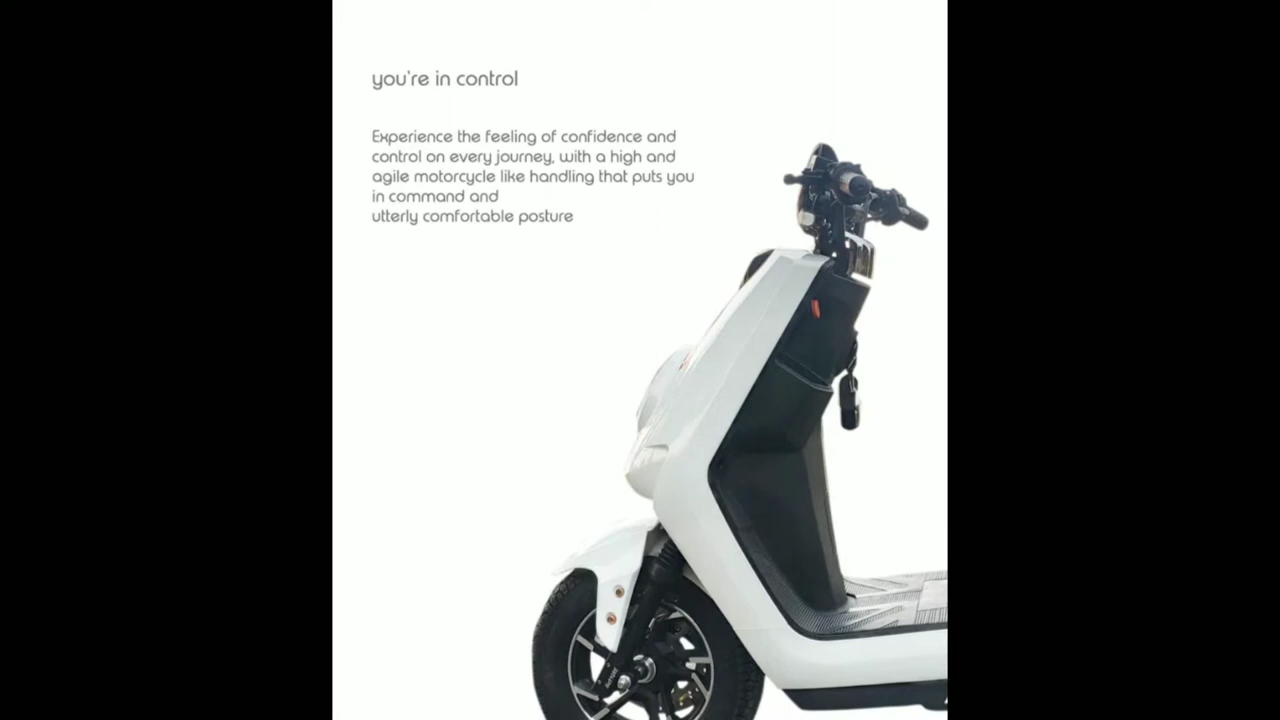 you're in control
Experience the feeling of confidence and
control on every journey, with a high and
agile motorcycle like handling that puts you
in command and
utterly comfortable posture